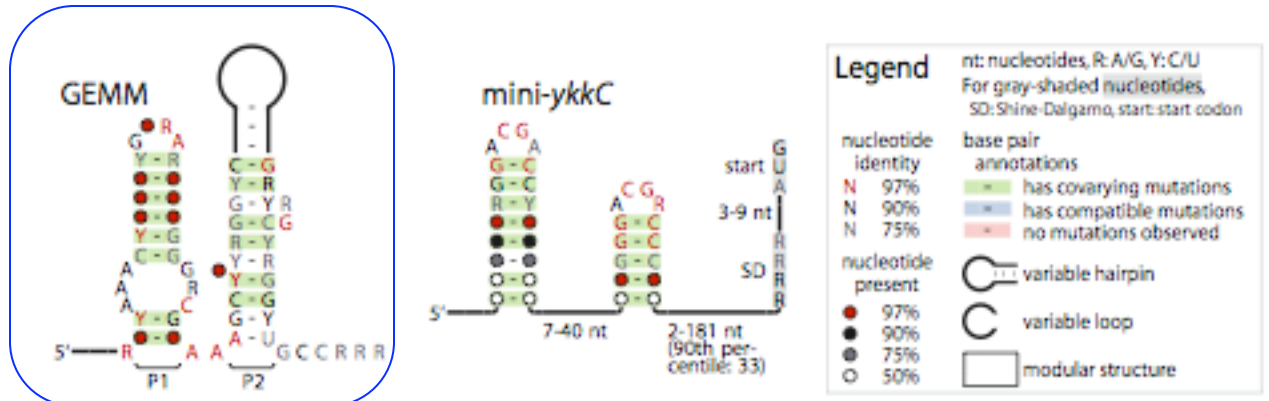 GEMM
R
G A
Y - R
Y - G
C - G
A G
A R
A C
A
Y - G
5' R A A
P1
C - G
Y - R
G - Y R
G - C G
R - Y
Y - R
Y - G
C - G
G - Y
A - U G C C R R R
P2
mini-ykkC
C G
A A
G - C
G - C
R - Y
5'
7-40 nt
C G
A R
G - C
G - C
G - C
2-181 nt
(90th per-
centile: 33)
G
start U
A
3-9 nt
R
R
SD R
R
R
Legend
nt: nucleotides, R: A/G, Y: C/U
For gray-shaded nucleotides,
SD: Shine-Dalgarno, start: start codon
nucleotide
identity
N 97%
N 90%
N 75%
nucleotide
present
97%
90%
75%
50%
base pair
annotations
has covarying mutations
has compatible mutations
no mutations observed
variable hairpin
variable loop
modular structure